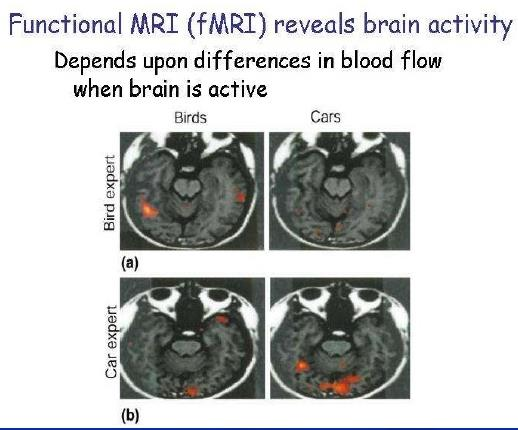 Functional MRI (fMRI) reveals brain activity
Depends upon differences in blood flow
when brain is active
Birds Cars
Bird expert
(a)
Car expert
(b)